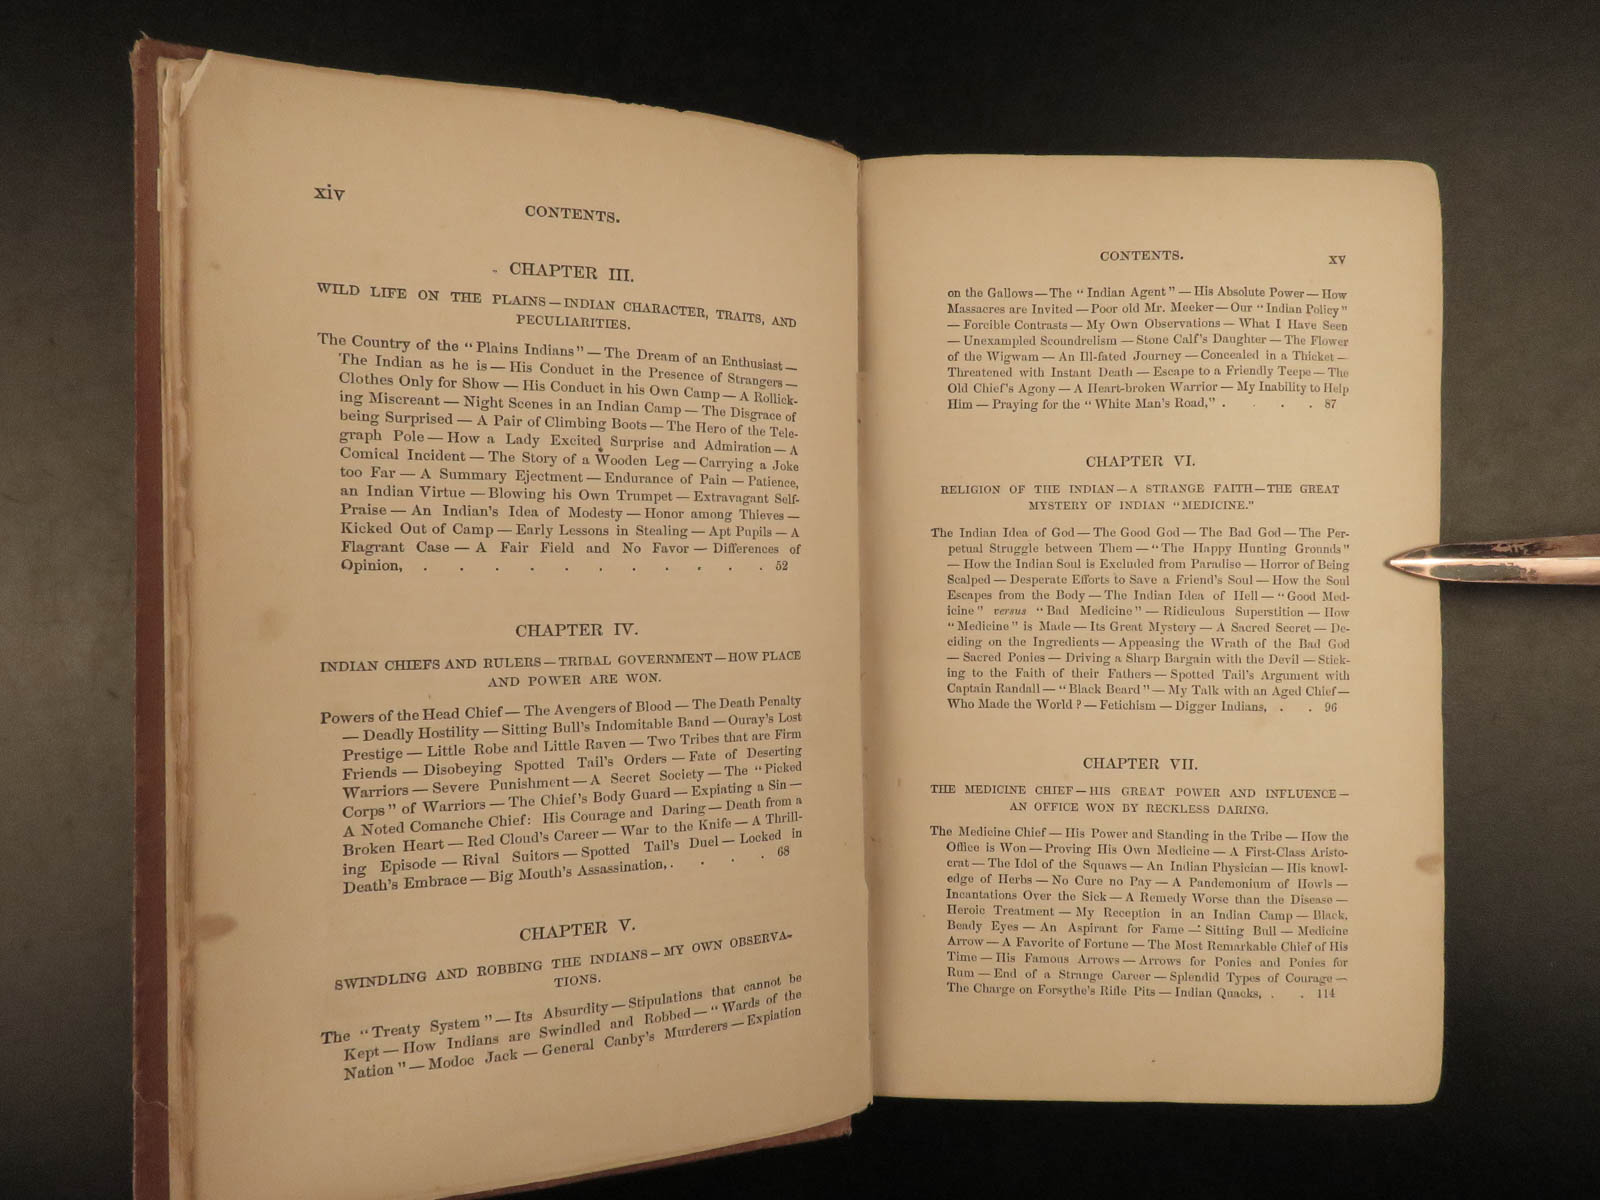 xiv
CONTENTS.
CHAPTER III.
WILD LIFE ON THE PLAINS—INDIAN CHARACTER, TRAITS, AND
PECULIARITIES.
The Country of the "Plains Indians"—The Dream of an Enthusiast—
The Indian as he is—His Conduct in the Presence of Strangers—
Clothes Only for Show—His Conduct in his Own Camp—A Rollick-
ing Miscreant—Night Scenes in an Indian Camp—The Disgrace of
being Surprised—A Pair of Climbing Boots—The Hero of the Tele-
graph Pole—How a Lady Excited Surprise and Admiration—A
Comical Incident—The Story of a Wooden Leg—Carrying a Joke
too Far—A Summary Ejectment—Endurance of Pain—Patience,
an Indian Virtue—Blowing his Own Trumpet—Extravagant Self-
Praise—An Indian's Idea of Modesty—Honor among Thieves—
Kicked Out of Camp—Early Lessons in Stealing—Apt Pupils—A
Flagrant Case—A Fair Field and No Favor—Differences of
Opinion, . . . . . . . . . . 52
CHAPTER IV.
INDIAN CHIEFS AND RULERS—TRIBAL GOVERNMENT—HOW PLACE
AND POWER ARE WON.
Powers of the Head Chief—The Avengers of Blood—The Death Penalty
—Deadly Hostility—Sitting Bull's Indomitable Band—Ouray's Lost
Prestige—Little Robe and Little Raven—Two Tribes that are Firm
Friends—Disobeying Spotted Tail's Orders—Fate of Deserting
Warriors—Severe Punishment—A Secret Society—The "Picked
Corps" of Warriors—The Chief's Body Guard—Expiating a Sin—
A Noted Comanche Chief: His Courage and Daring—Death from a
Broken Heart—Red Cloud's Career—War to the Knife—A Thrill-
ing Episode—Rival Suitors—Spotted Tail's Duel—Locked in
Death's Embrace—Big Mouth's Assassination, . . . . 68
CHAPTER V.
SWINDLING AND ROBBING THE INDIANS—MY OWN OBSERVA-
TIONS.
The "Treaty System"—Its Absurdity—Stipulations that cannot be
Kept—How Indians are Swindled and Robbed—"Wards of the
Nation"—Modoc Jack—General Canby's Murderers—Expiation
CONTENTS. xv
on the Gallows—The "Indian Agent"—His Absolute Power—How
Massacres are Invited—Poor old Mr. Meeker—Our "Indian Policy"
—Forcible Contrasts—My Own Observations—What I Have Seen
—Unexampled Scoundrelism—Stone Calf's Daughter—The Flower
of the Wigwam—An Ill-fated Journey—Concealed in a Thicket—
Threatened with Instant Death—Escape to a Friendly Teepe—The
Old Chief's Agony—A Heart-broken Warrior—My Inability to Help
Him—Praying for the "White Man's Road," . . . . 87
CHAPTER VI.
RELIGION OF THE INDIAN—A STRANGE FAITH—THE GREAT
MYSTERY OF INDIAN "MEDICINE."
The Indian Idea of God—The Good God—The Bad God—The Per-
petual Struggle between Them—"The Happy Hunting Grounds"
—How the Indian Soul is Excluded from Paradise—Horror of Being
Scalped—Desperate Efforts to Save a Friend's Soul—How the Soul
Escapes from the Body—The Indian Idea of Hell—"Good Med-
icine" versus "Bad Medicine"—Ridiculous Superstition—How
"Medicine" is Made—Its Great Mystery—A Sacred Secret—De-
ciding on the Ingredients—Appeasing the Wrath of the Bad God
—Sacred Ponies—Driving a Sharp Bargain with the Devil—Stick-
ing to the Faith of their Fathers—Spotted Tail's Argument with
Captain Randall—"Black Beard"—My Talk with an Aged Chief—
Who Made the World?—Fetichism—Digger Indians, . . 96
CHAPTER VII.
THE MEDICINE CHIEF—HIS GREAT POWER AND INFLUENCE—
AN OFFICE WON BY RECKLESS DARING.
The Medicine Chief—His Power and Standing in the Tribe—How the
Office is Won—Proving His Own Medicine—A First-Class Aristo-
crat—The Idol of the Squaws—An Indian Physician—His knowl-
edge of Herbs—No Cure no Pay—A Pandemonium of Howls—
Incantations Over the Sick—A Remedy Worse than the Disease—
Heroic Treatment—My Reception in an Indian Camp—Black,
Beady Eyes—An Aspirant for Fame—Sitting Bull—Medicine
Arrow—A Favorite of Fortune—The Most Remarkable Chief of His
Time—His Famous Arrows—Arrows for Ponies and Ponies for
Rum—End of a Strange Career—Splendid Types of Courage—
The Charge on Forsythe's Rifle Pits—Indian Quacks, . . 114